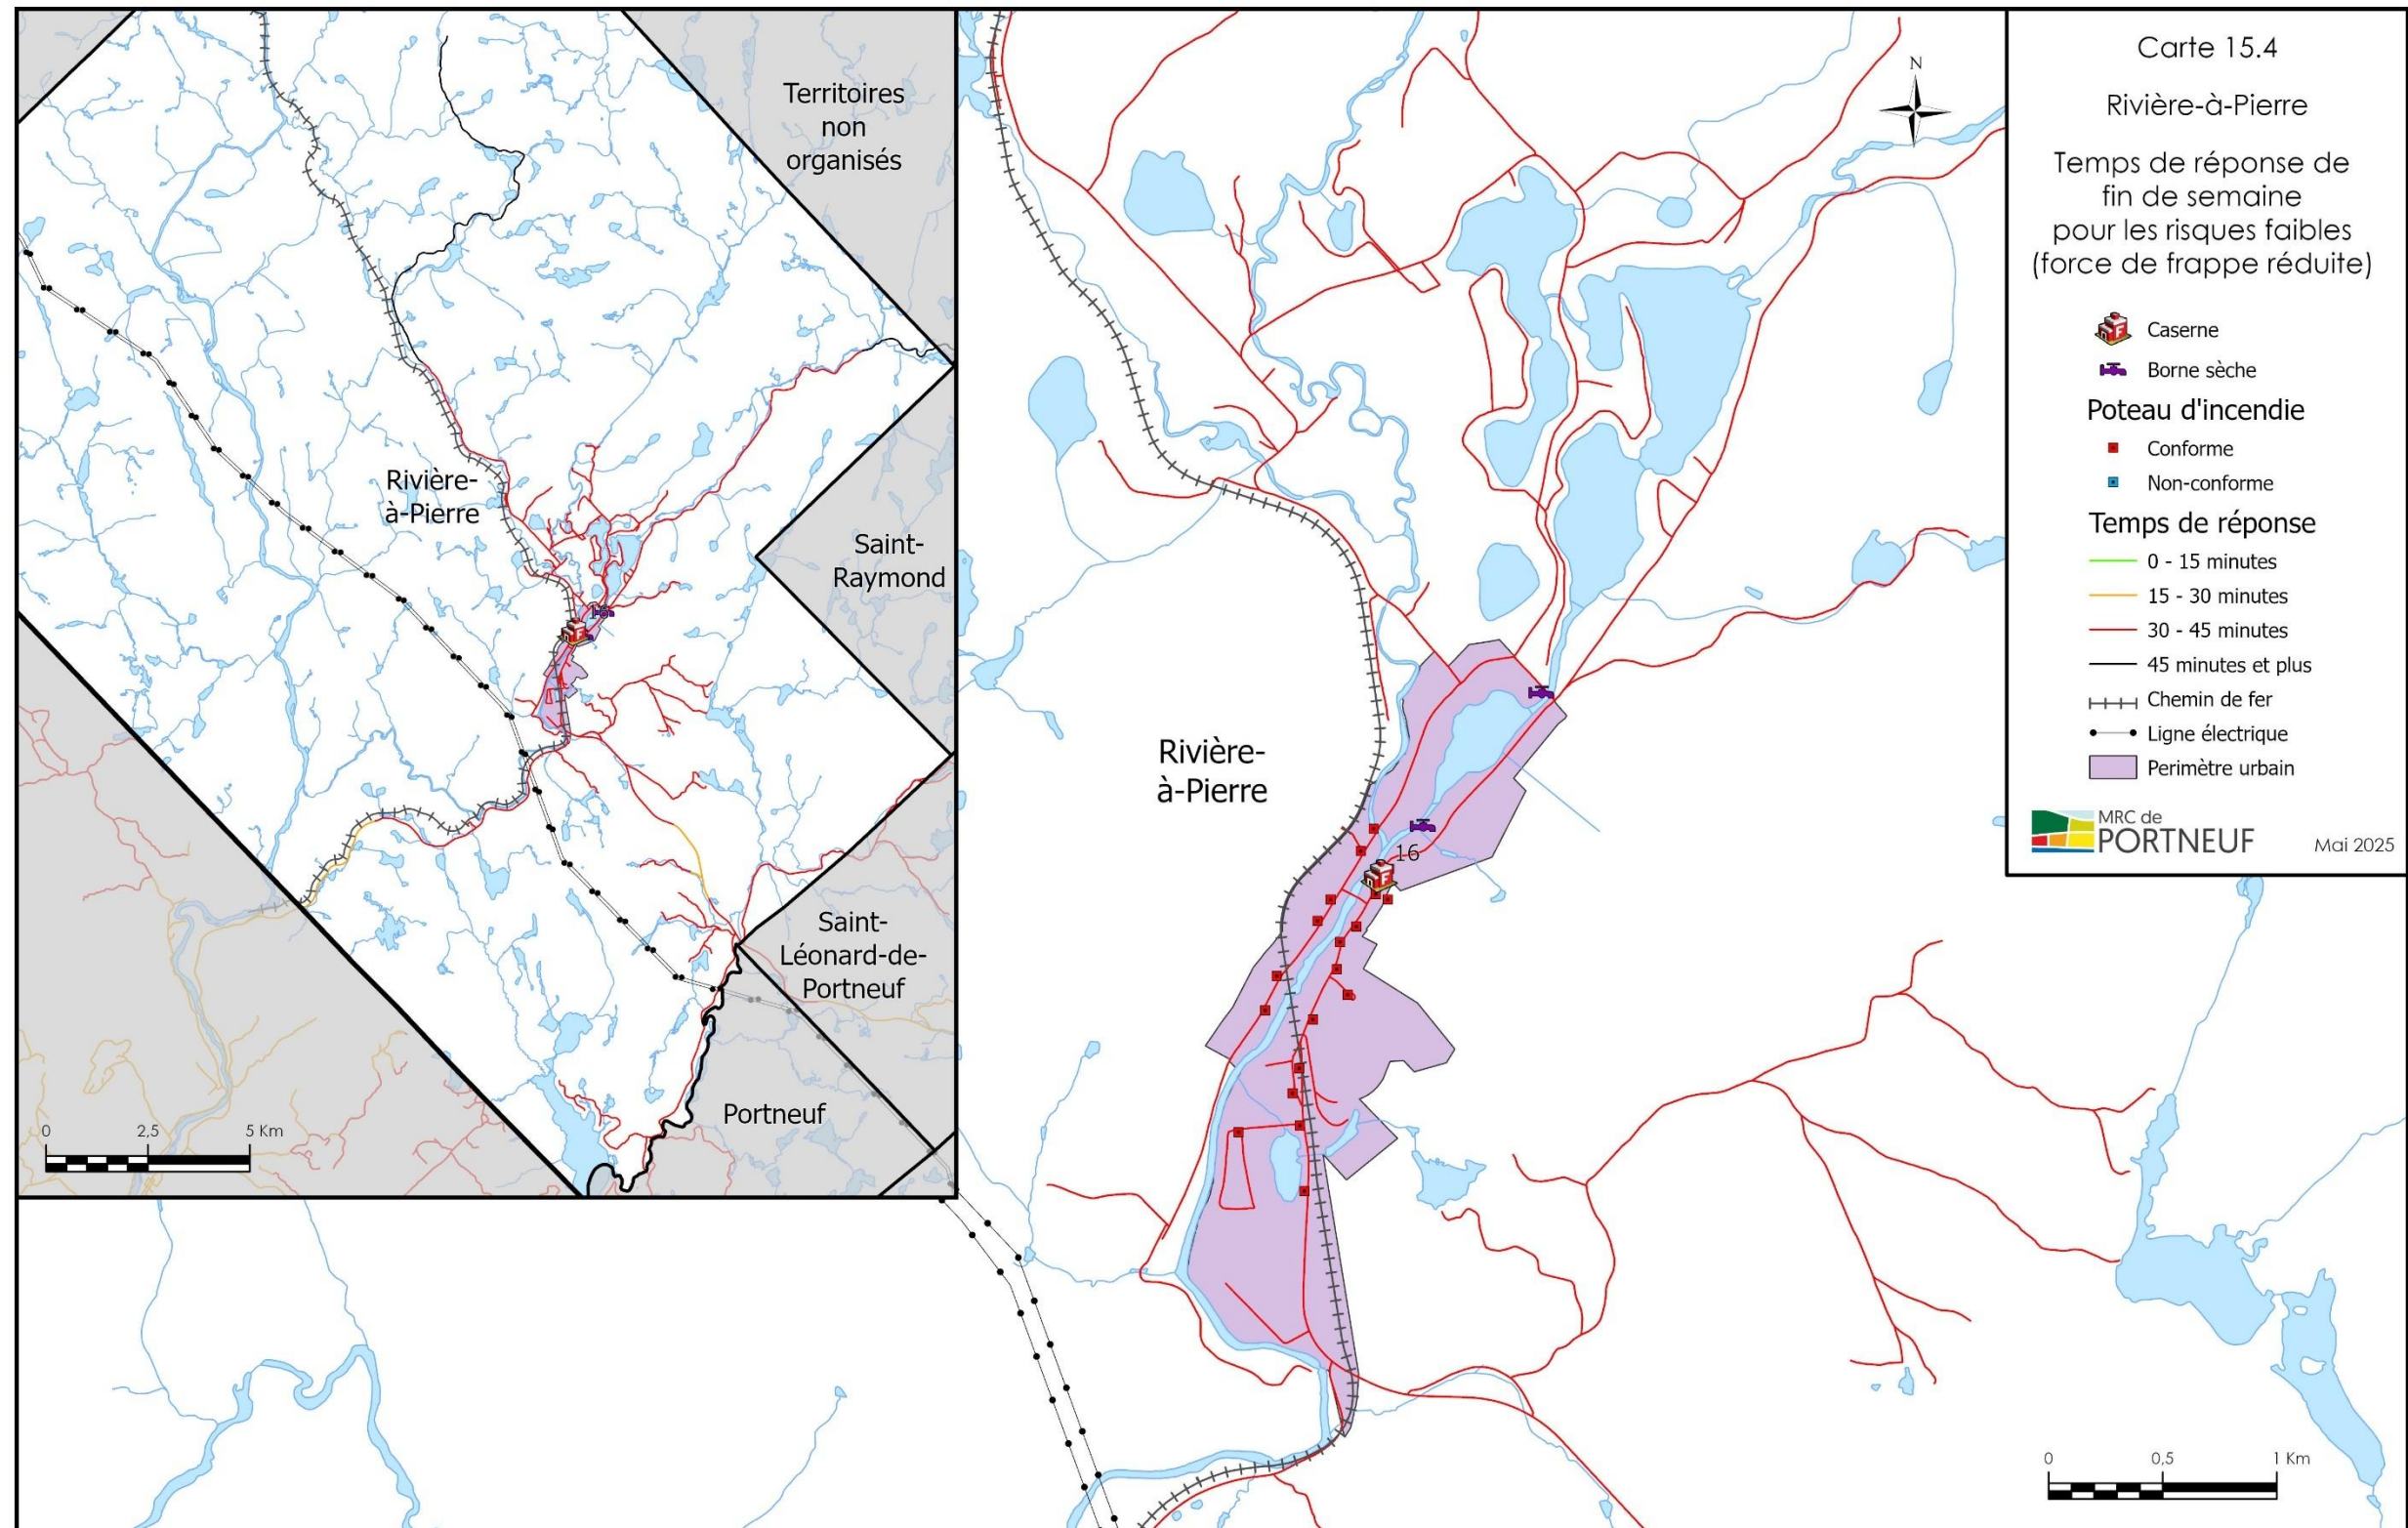 Territoires
non
organisés
Rivière-
à-Pierre
Saint-
Raymond
16
Saint-
Léonard-de-
Portneuf
Portneuf
0 2,5 5 Km
Rivière-
à-Pierre
16
N
Carte 15.4
Rivière-à-Pierre
Temps de réponse de
fin de semaine
pour les risques faibles
(force de frappe réduite)
Caserne
Borne sèche
Poteau d'incendie
Conforme
Non-conforme
Temps de réponse
0 - 15 minutes
15 - 30 minutes
30 - 45 minutes
45 minutes et plus
Chemin de fer
Ligne électrique
Perimètre urbain
MRC de
PORTNEUF
Mai 2025
0 0,5 1 Km